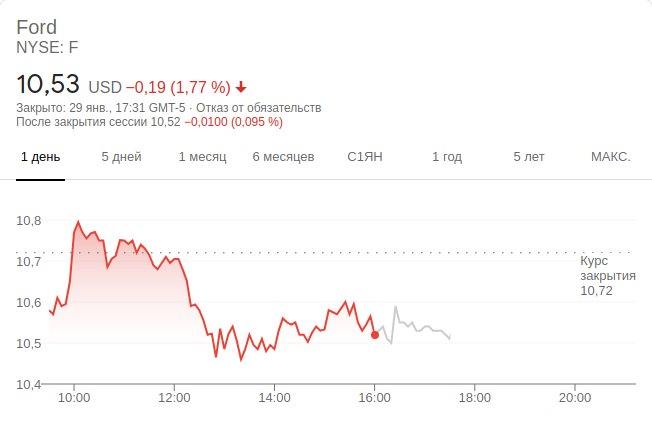 Ford
NYSE: F
10,53 USD −0,19 (1,77 %)
Закрыто: 29 янв., 17:31 GMT-5 · Отказ от обязательств
После закрытия сессии 10,52 −0,0100 (0,095 %)
1 день 5 дней 1 месяц 6 месяцев С1ЯН 1 год 5 лет МАКС.
10,8
10,7
Курс
закрытия
10,72
10,6
10,5
10,4
10:00 12:00 14:00 16:00 18:00 20:00